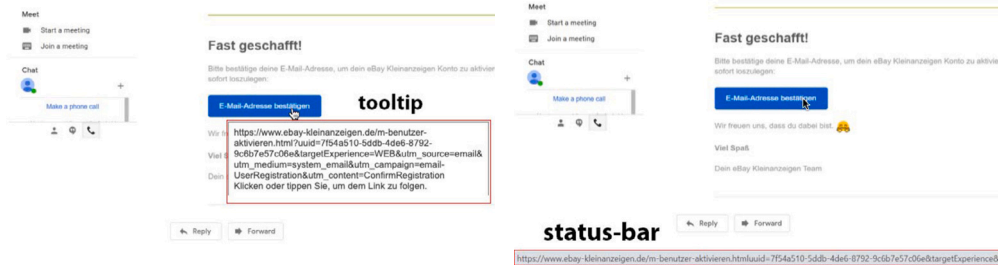 Meet
Start a meeting
Join a meeting
Chat
Make a phone call
Fast geschafft!
Bitte bestätige deine E-Mail-Adresse, um dein eBay Kleinanzeigen Konto zu aktivier
sofort loszulegen:
E-Mail-Adresse bestätigen
tooltip
Wir
https://www.ebay-kleinanzeigen.de/m-benutzer-
aktivieren.html?uuid=7f54a510-5ddb-4de6-8792-
9c6b7e57c06e&targetExperience=WEB&utm_source=email&
utm_medium=system_email&utm_campaign=email-
UserRegistration&utm_content=ConfirmRegistration
Klicken oder tippen Sie, um dem Link zu folgen.
Viel
Dein
Reply
Forward
Meet
Start a meeting
Join a meeting
Chat
Make a phone call
Fast geschafft!
Bitte bestätige deine E-Mail-Adresse, um dein eBay Kleinanzeigen Konto zu aktivie
sofort loszulegen:
E-Mail-Adresse bestätigen
Wir freuen uns, dass du dabei bist.
Viel Spaß
Dein eBay Kleinanzeigen Team
Reply
Forward
status-bar
https://www.ebay-kleinanzeigen.de/m-benutzer-aktivieren.htmluuid=7f54a510-5ddb-4de6-8792-9c6b7e57c06e&targetExperience&